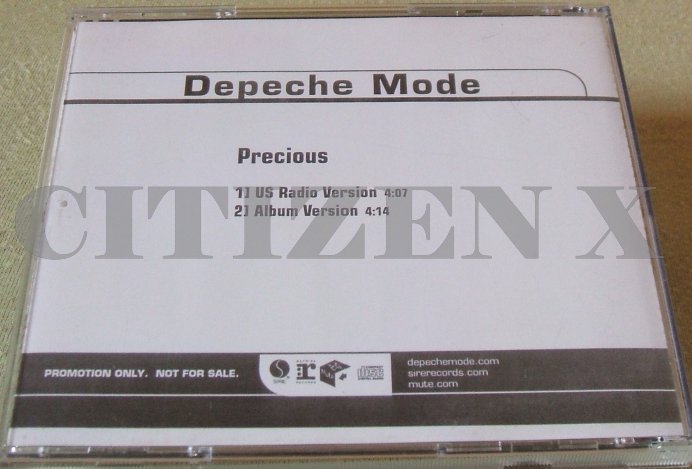 Depeche Mode
Precious
1] US Radio Version 4:07
2] Album Version 4:14
CITIZEN X
PROMOTION ONLY. NOT FOR SALE.
SIRE
depechemode.com
sirerecords.com
mute.com